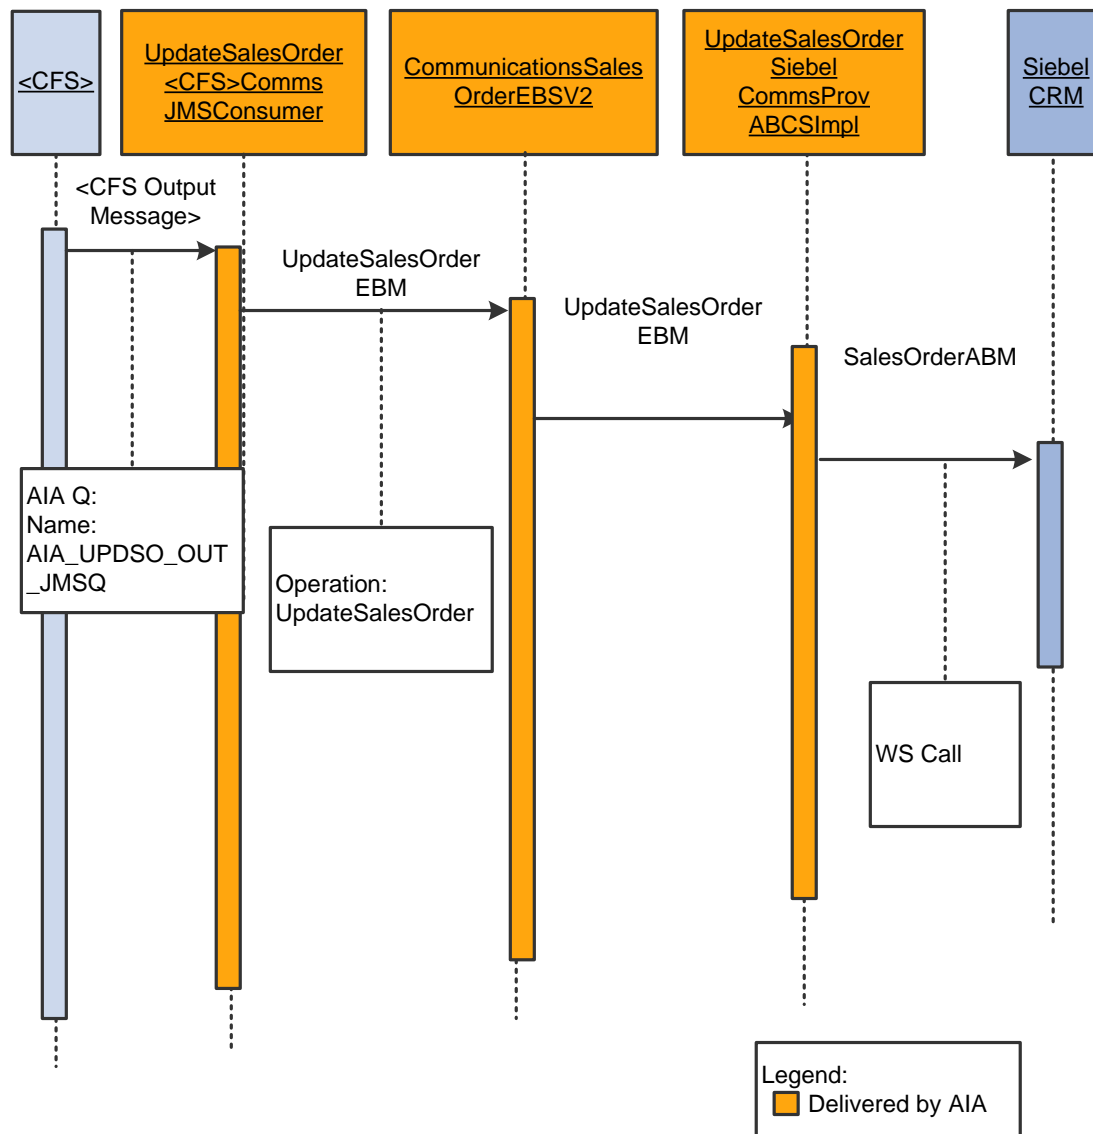 <CFS>
UpdateSalesOrder
<CFS>Comms
JMSConsumer
CommunicationsSales
OrderEBSV2
UpdateSalesOrder
Siebel
CommsProv
ABCSImpl
Siebel
CRM
<CFS Output
Message>
UpdateSalesOrder
EBM
UpdateSalesOrder
EBM
SalesOrderABM
AIA Q:
Name:
AIA_UPDSO_OUT
_JMSQ
Operation:
UpdateSalesOrder
WS Call
Legend:
Delivered by AIA